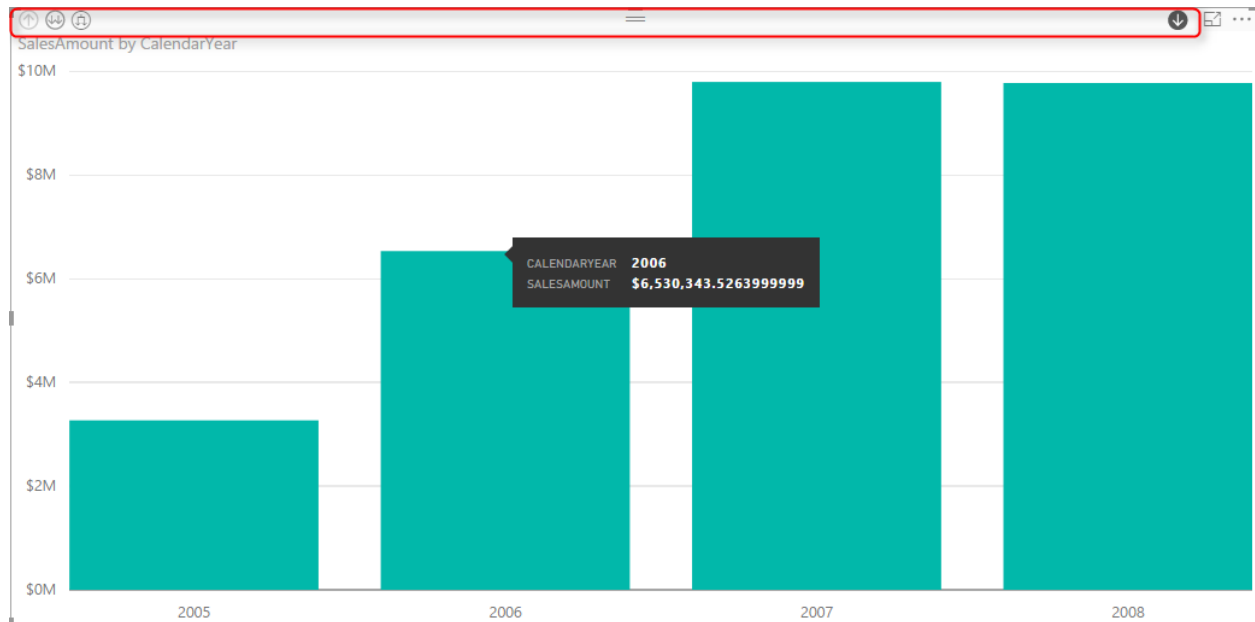 SalesAmount by CalendarYear
$10M
$8M
$6M
$4M
$2M
$0M
CALENDARYEAR 2006
SALESAMOUNT $6,530,343.5263999999
2005 2006 2007 2008